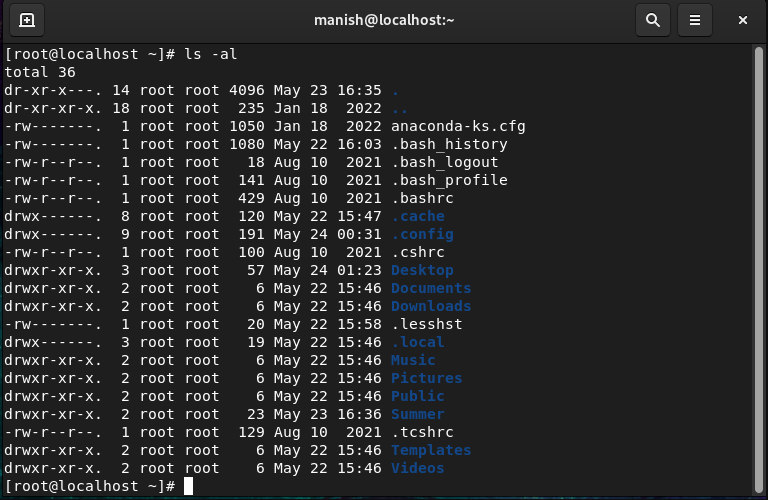 manish@localhost:~
[root@localhost ~]# ls -al
total 36
dr-xr-x---. 14 root root 4096 May 23 16:35 .
dr-xr-xr-x. 18 root root  235 Jan 18  2022 ..
-rw-------.  1 root root 1050 Jan 18  2022 anaconda-ks.cfg
-rw-------.  1 root root 1080 May 22 16:03 .bash_history
-rw-r--r--.  1 root root   18 Aug 10  2021 .bash_logout
-rw-r--r--.  1 root root  141 Aug 10  2021 .bash_profile
-rw-r--r--.  1 root root  429 Aug 10  2021 .bashrc
drwx------.  8 root root  120 May 22 15:47 .cache
drwx------.  9 root root  191 May 24 00:31 .config
-rw-r--r--.  1 root root  100 Aug 10  2021 .cshrc
drwxr-xr-x.  3 root root   57 May 24 01:23 Desktop
drwxr-xr-x.  2 root root    6 May 22 15:46 Documents
drwxr-xr-x.  2 root root    6 May 22 15:46 Downloads
-rw-------.  1 root root   20 May 22 15:58 .lesshst
drwx------.  3 root root   19 May 22 15:46 .local
drwxr-xr-x.  2 root root    6 May 22 15:46 Music
drwxr-xr-x.  2 root root    6 May 22 15:46 Pictures
drwxr-xr-x.  2 root root    6 May 22 15:46 Public
drwxr-xr-x.  2 root root   23 May 23 16:36 Summer
-rw-r--r--.  1 root root  129 Aug 10  2021 .tcshrc
drwxr-xr-x.  2 root root    6 May 22 15:46 Templates
drwxr-xr-x.  2 root root    6 May 22 15:46 Videos
[root@localhost ~]#